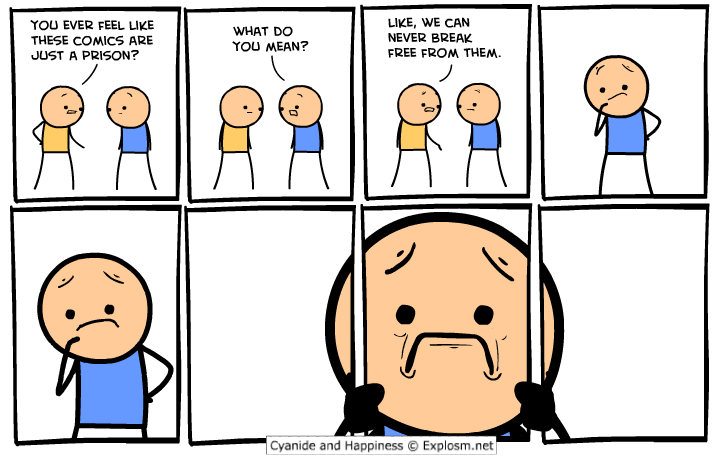 YOU EVER FEEL LIKE
THESE COMICS ARE
JUST A PRISON?
WHAT DO
YOU MEAN?
LIKE, WE CAN
NEVER BREAK
FREE FROM THEM.
Cyanide and Happiness © Explosm.net